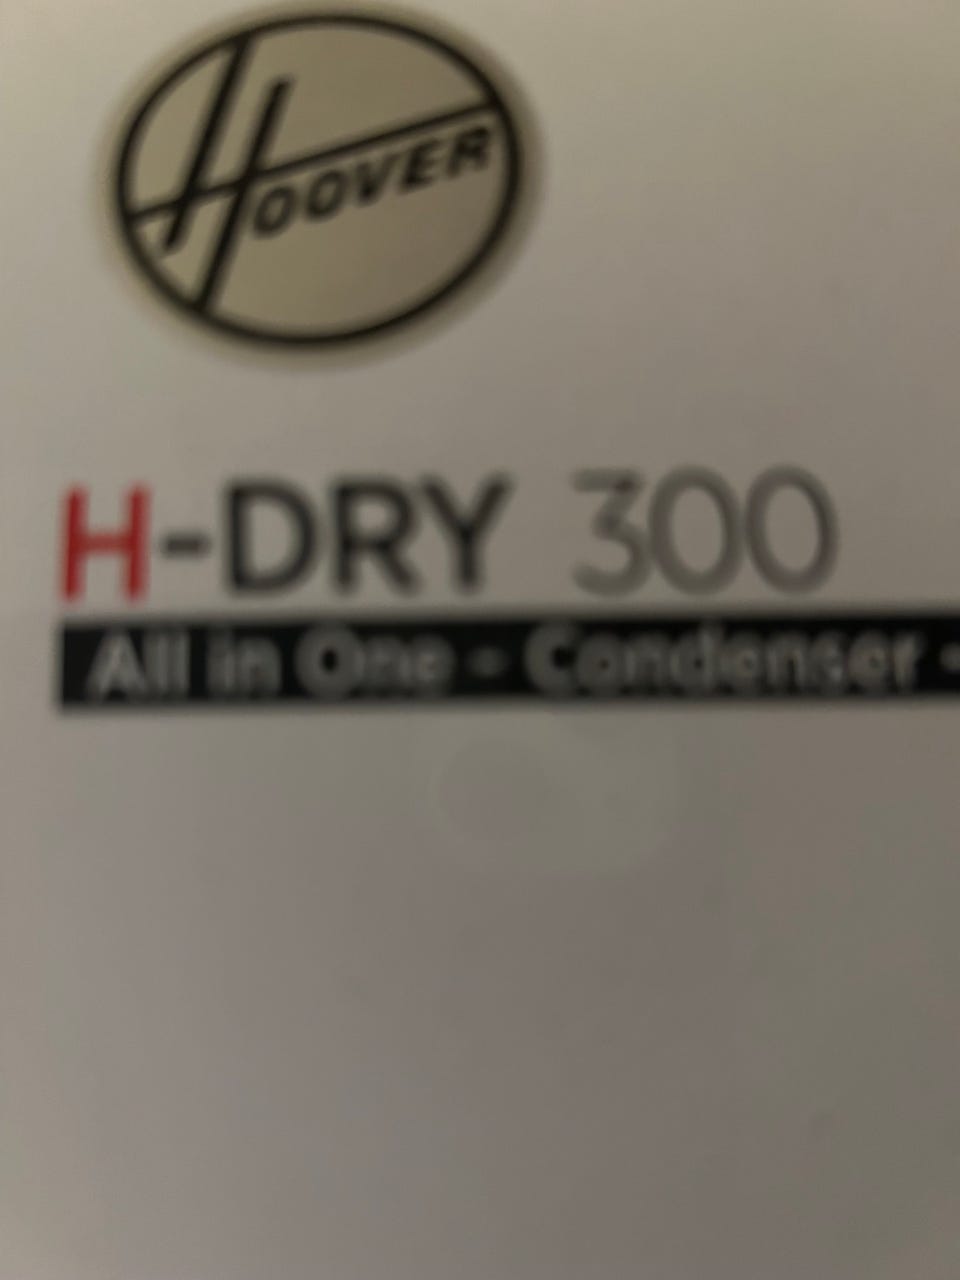 HOOVER
H-DRY 300
All in One - Condenser -